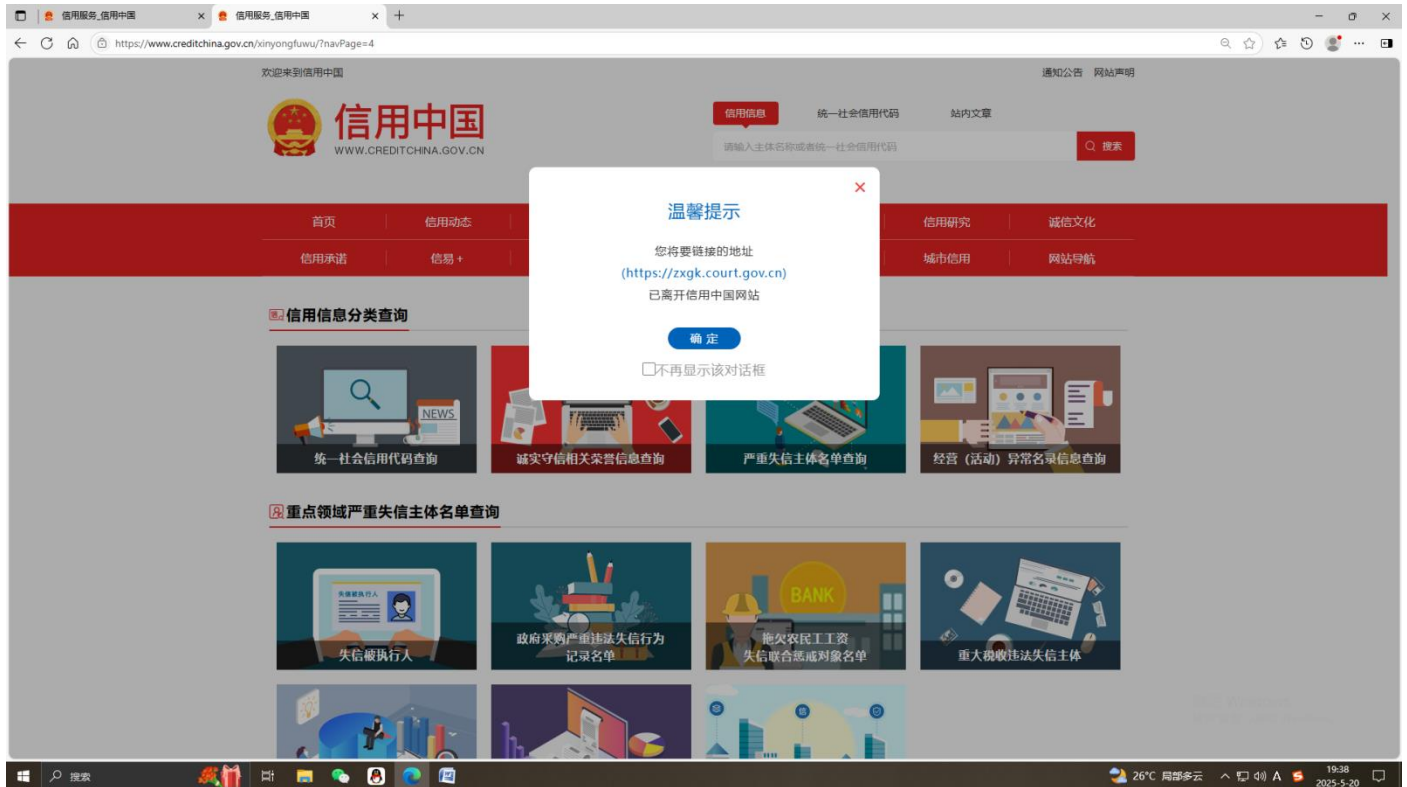 信用服务_信用中国
信用服务_信用中国
https://www.creditchina.gov.cn/xinyongfuwu/?navPage=4
欢迎来到信用中国
通知公告 网站声明
信用中国
WWW.CREDITCHINA.GOV.CN
信用信息 统一社会信用代码 站内文章
请输入主体名称或者统一社会信用代码 搜索
首页 信用动态 信用研究 诚信文化
信用承诺 信易+ 城市信用 网站导航
温馨提示
您将要链接的地址
(https://zxgk.court.gov.cn)
已离开信用中国网站
确 定
不再显示该对话框
信用信息分类查询
NEWS
统一社会信用代码查询 诚实守信相关荣誉信息查询 严重失信主体名单查询 经营（活动）异常名录信息查询
重点领域严重失信主体名单查询
失信被执行人
BANK
失信被执行人
政府采购严重违法失信行为
记录名单
拖欠农民工工资
失信联合惩戒对象名单
重大税收违法失信主体
搜索
26°C 局部多云
A
19:38
2025-5-20